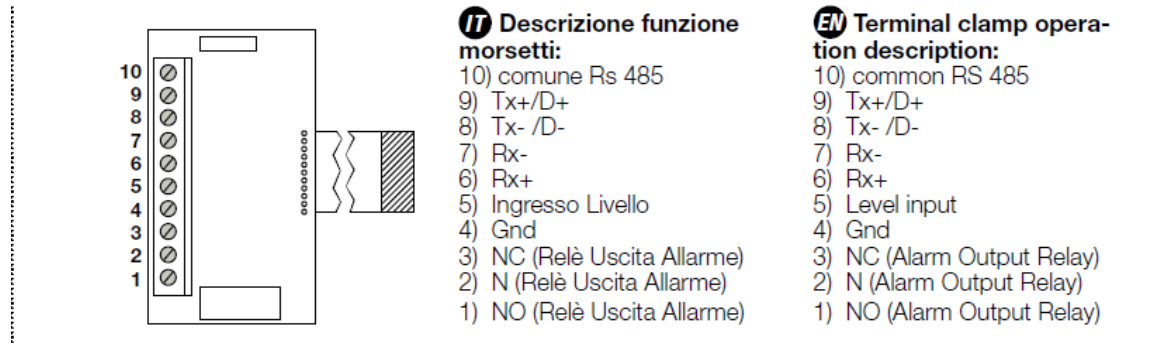 10
9
8
7
6
5
4
3
2
1
IT Descrizione funzione
morsetti:
10) comune Rs 485
9) Tx+/D+
8) Tx- /D-
7) Rx-
6) Rx+
5) Ingresso Livello
4) Gnd
3) NC (Relè Uscita Allarme)
2) N (Relè Uscita Allarme)
1) NO (Relè Uscita Allarme)
EN Terminal clamp opera-
tion description:
10) common RS 485
9) Tx+/D+
8) Tx- /D-
7) Rx-
6) Rx+
5) Level input
4) Gnd
3) NC (Alarm Output Relay)
2) N (Alarm Output Relay)
1) NO (Alarm Output Relay)